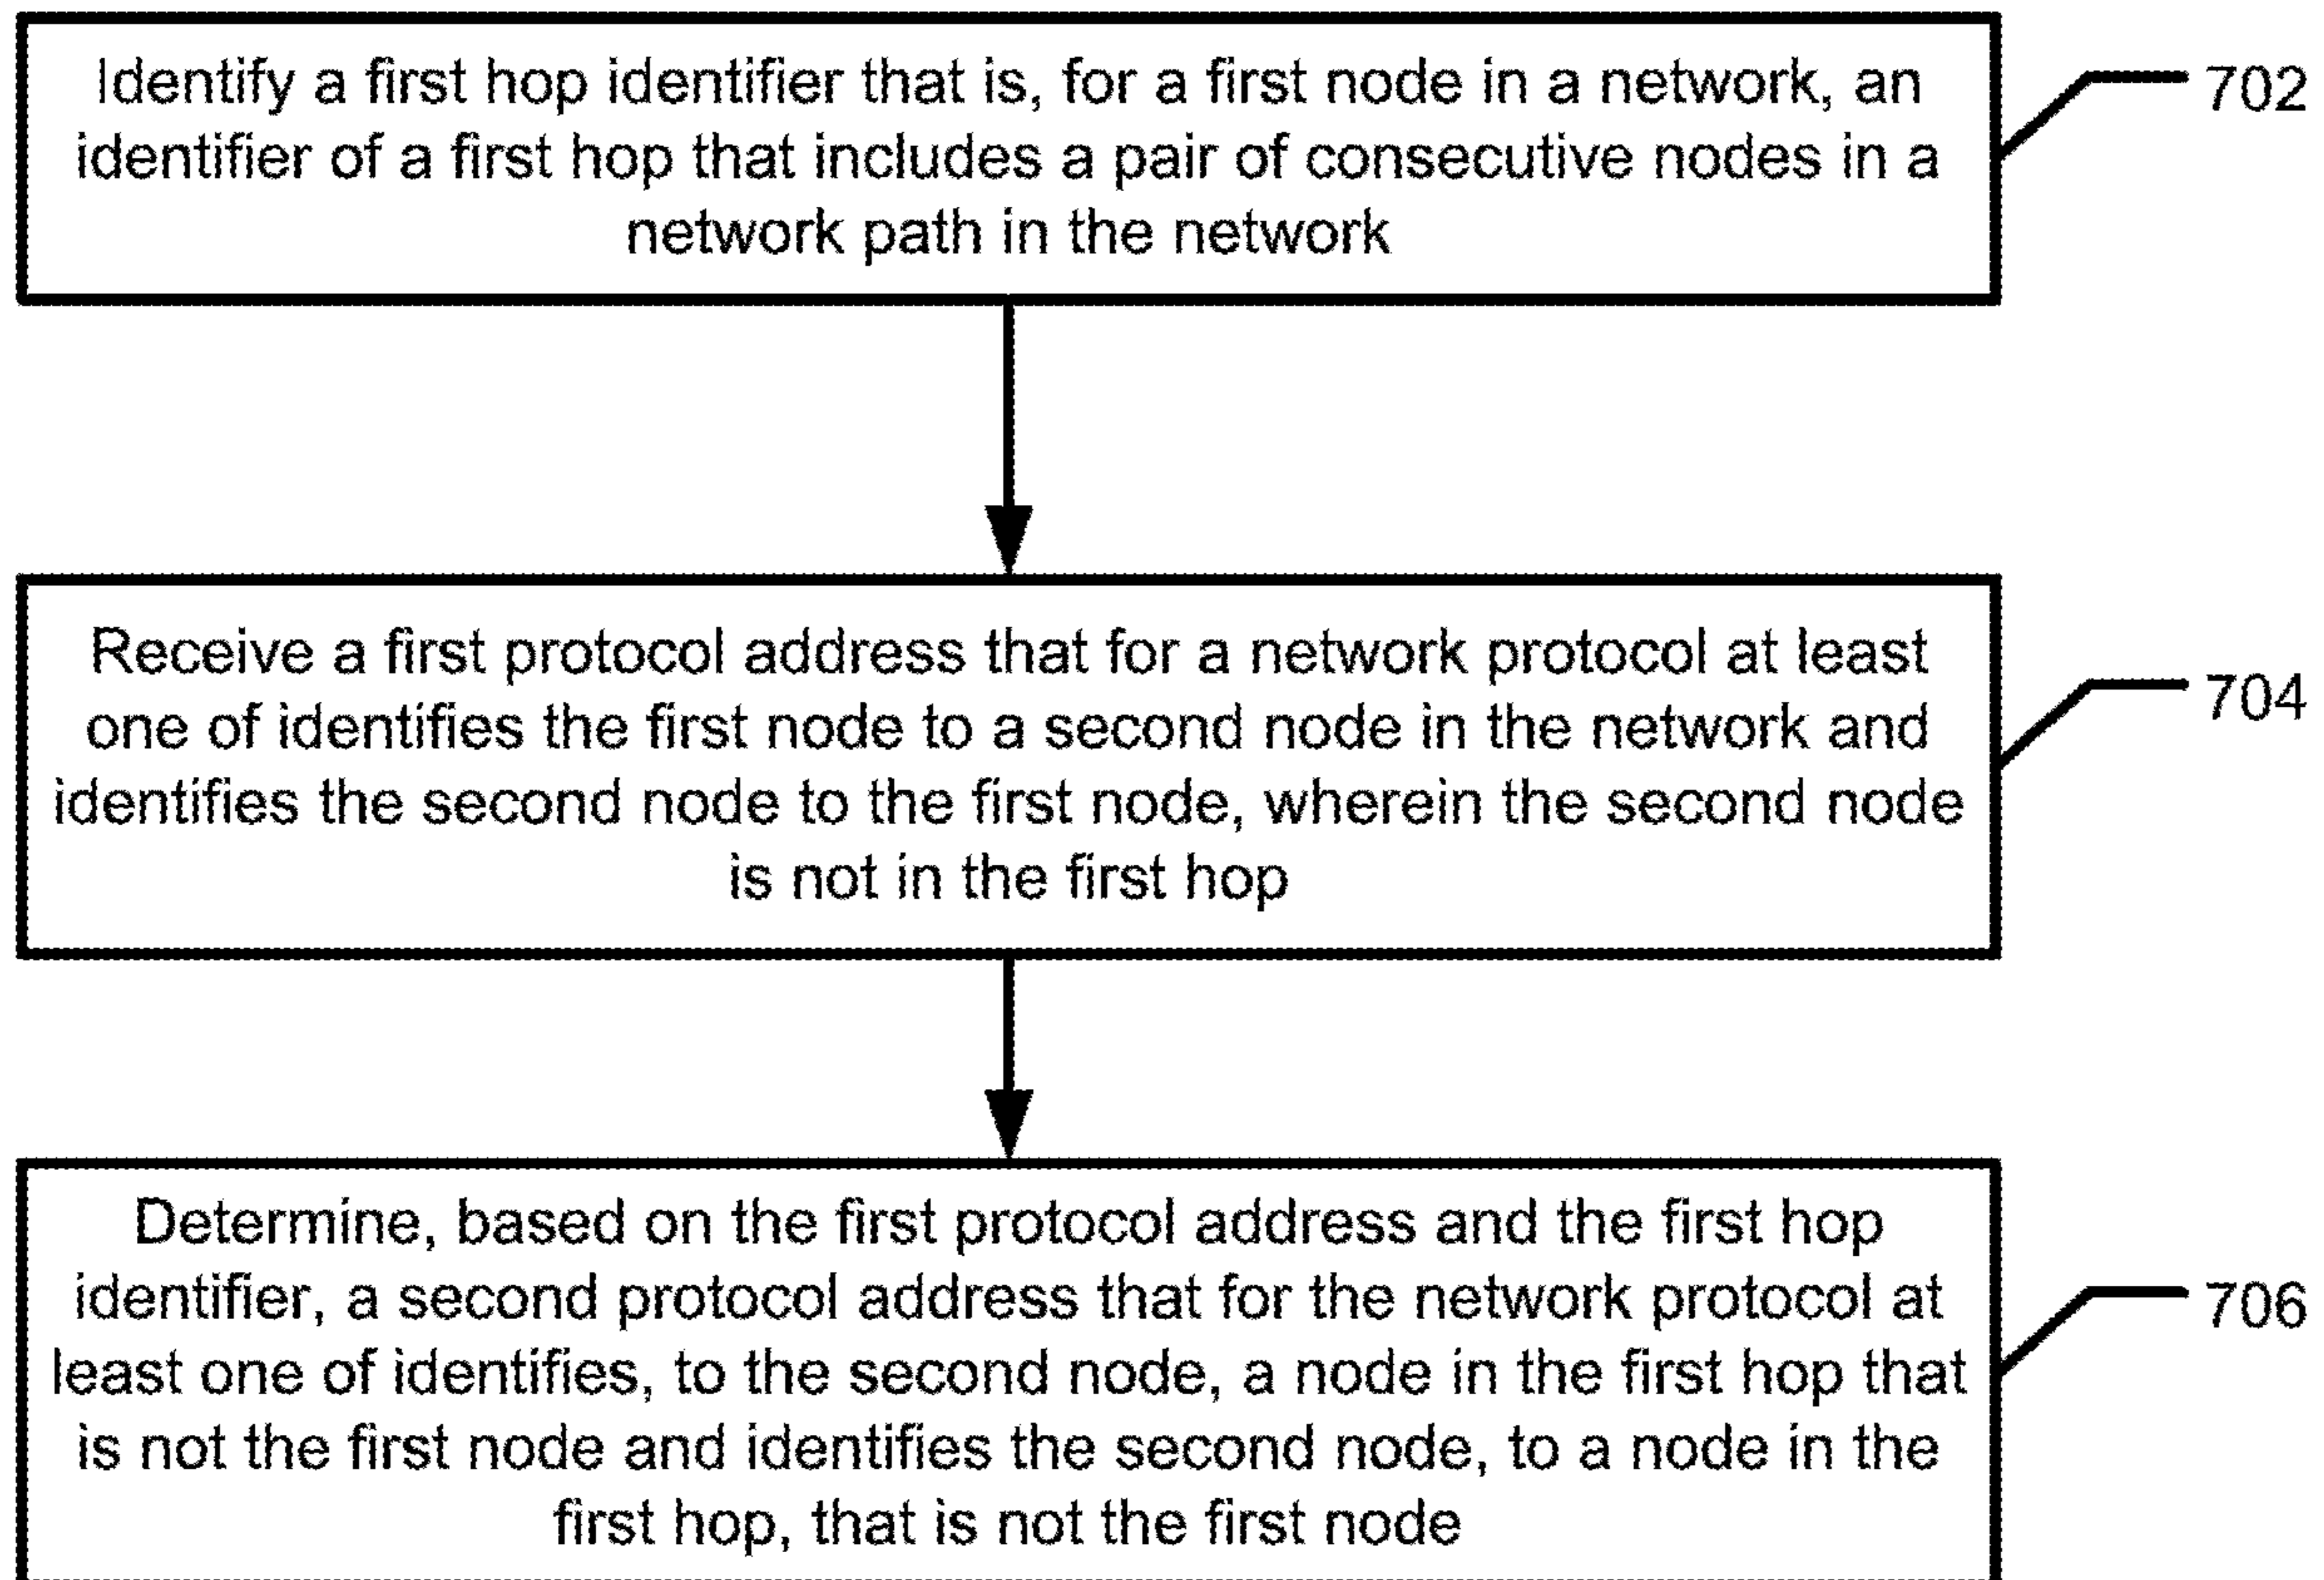 Identify a first hop identifier that is, for a first node in a network, an
identifier of a first hop that includes a pair of consecutive nodes in a
network path in the network
702
Receive a first protocol address that for a network protocol at least
one of identifies the first node to a second node in the network and
identifies the second node to the first node, wherein the second node
is not in the first hop
704
Determine, based on the first protocol address and the first hop
identifier, a second protocol address that for the network protocol at
least one of identifies, to the second node, a node in the first hop that
is not the first node and identifies the second node, to a node in the
first hop, that is not the first node
706